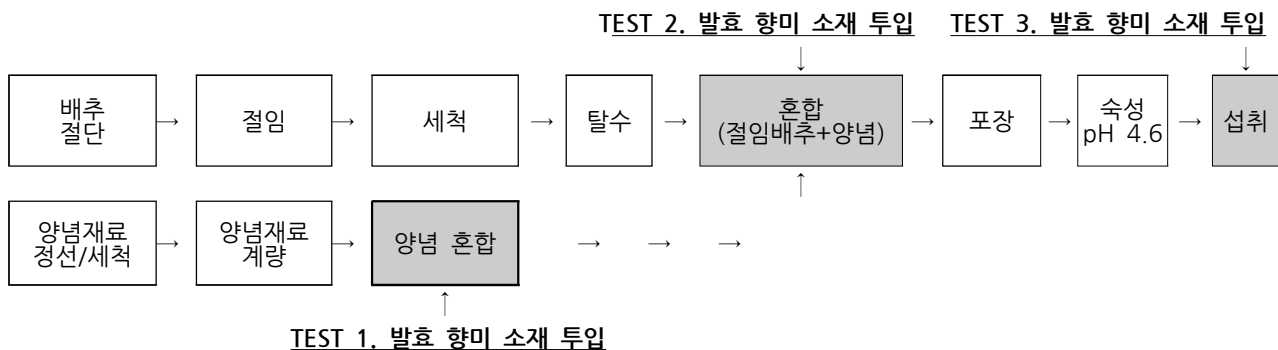 TEST 2. 발효 향미 소재 투입 TEST 3. 발효 향미 소재 투입
↓ ↓
배추
절단
→
절임
→
세척
→
탈수
→
혼합
(절임배추+양념)
→
포장
→
숙성
pH 4.6
→
섭취
↑
양념재료
정선/세척
→
양념재료
계량
→
양념 혼합
→ → →
↑
TEST 1. 발효 향미 소재 투입